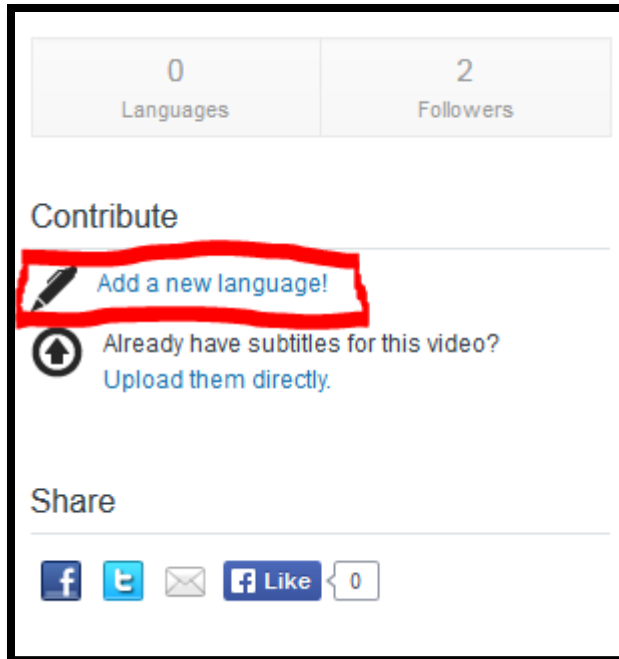 0 2
Languages Followers
Contribute
Add a new language!
Already have subtitles for this video?
Upload them directly.
Share
f t f Like 0